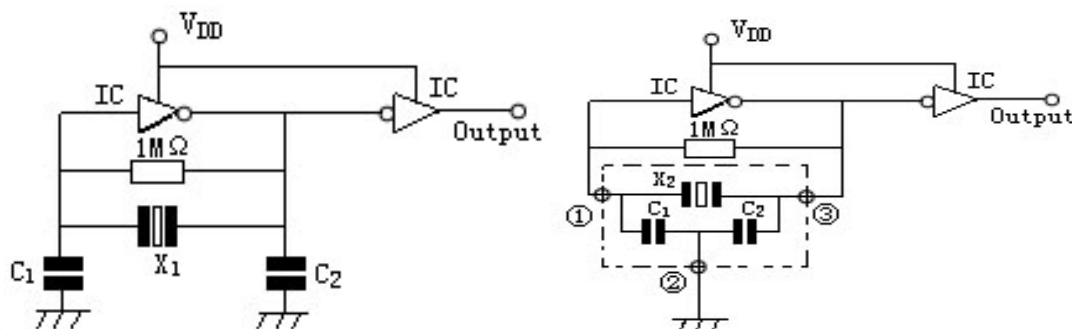 VDD
IC
IC
Output
1MΩ
X1
C1
C2
VDD
IC
IC
Output
1MΩ
X2
C1
C2
①
③
②